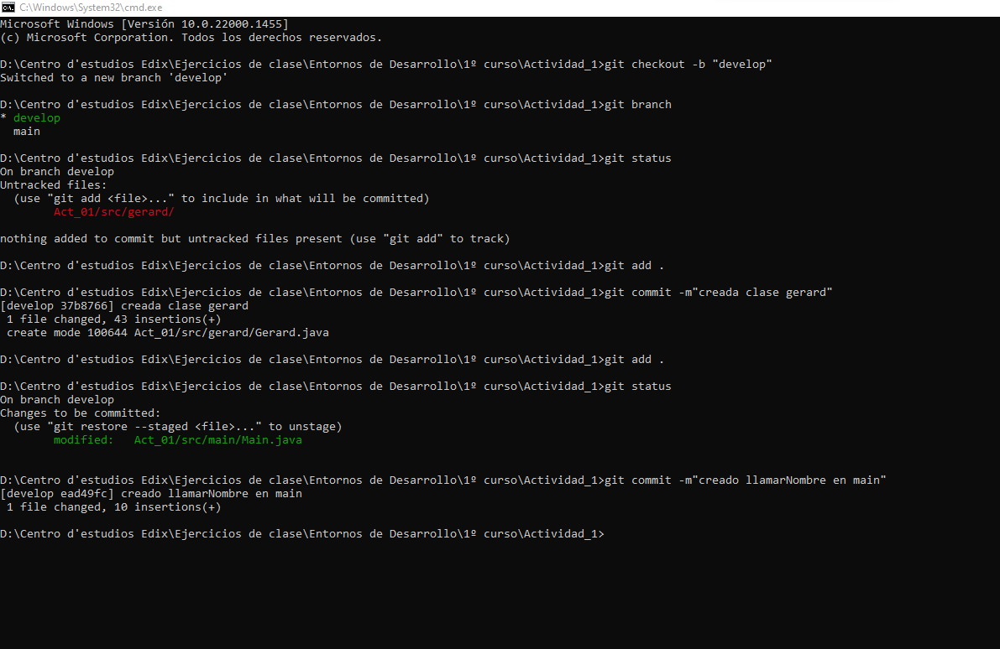 C:\Windows\System32\cmd.exe
Microsoft Windows [Versión 10.0.22000.1455]
(c) Microsoft Corporation. Todos los derechos reservados.
D:\Centro d'estudios Edix\Ejercicios de clase\Entornos de Desarrollo\1º curso\Actividad_1>git checkout -b "develop"
Switched to a new branch 'develop'
D:\Centro d'estudios Edix\Ejercicios de clase\Entornos de Desarrollo\1º curso\Actividad_1>git branch
* develop
  main
D:\Centro d'estudios Edix\Ejercicios de clase\Entornos de Desarrollo\1º curso\Actividad_1>git status
On branch develop
Untracked files:
  (use "git add <file>..." to include in what will be committed)
        Act_01/src/gerard/
nothing added to commit but untracked files present (use "git add" to track)
D:\Centro d'estudios Edix\Ejercicios de clase\Entornos de Desarrollo\1º curso\Actividad_1>git add .
D:\Centro d'estudios Edix\Ejercicios de clase\Entornos de Desarrollo\1º curso\Actividad_1>git commit -m"creada clase gerard"
[develop 37b8766] creada clase gerard
 1 file changed, 43 insertions(+)
 create mode 100644 Act_01/src/gerard/Gerard.java
D:\Centro d'estudios Edix\Ejercicios de clase\Entornos de Desarrollo\1º curso\Actividad_1>git add .
D:\Centro d'estudios Edix\Ejercicios de clase\Entornos de Desarrollo\1º curso\Actividad_1>git status
On branch develop
Changes to be committed:
  (use "git restore --staged <file>..." to unstage)
        modified:   Act_01/src/main/Main.java
D:\Centro d'estudios Edix\Ejercicios de clase\Entornos de Desarrollo\1º curso\Actividad_1>git commit -m"creado llamarNombre en main"
[develop ead49fc] creado llamarNombre en main
 1 file changed, 10 insertions(+)
D:\Centro d'estudios Edix\Ejercicios de clase\Entornos de Desarrollo\1º curso\Actividad_1>